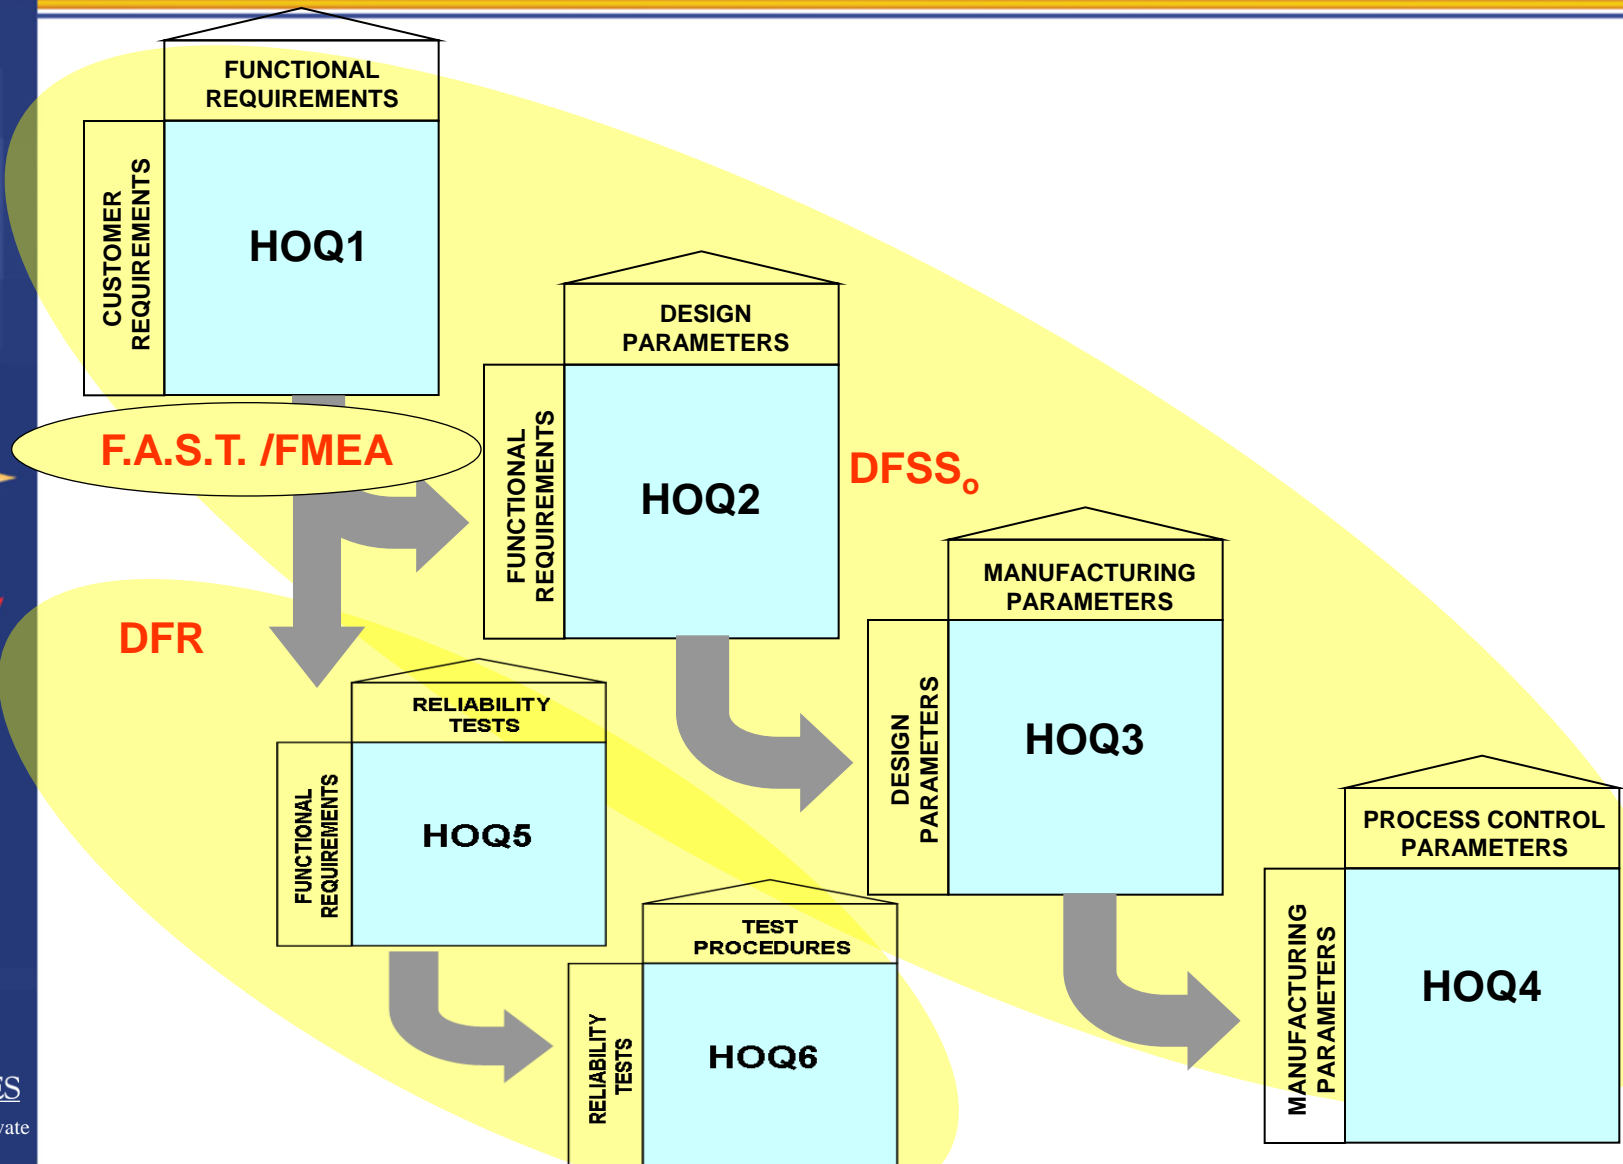 FUNCTIONAL
REQUIREMENTS
CUSTOMER
REQUIREMENTS
HOQ1
F.A.S.T. /FMEA
DESIGN
PARAMETERS
FUNCTIONAL
REQUIREMENTS
HOQ2
DFSSo
MANUFACTURING
PARAMETERS
DESIGN
PARAMETERS
HOQ3
PROCESS CONTROL
PARAMETERS
MANUFACTURING
PARAMETERS
HOQ4
DFR
RELIABILITY
TESTS
FUNCTIONAL
REQUIREMENTS
HOQ5
TEST
PROCEDURES
RELIABILITY
TESTS
HOQ6